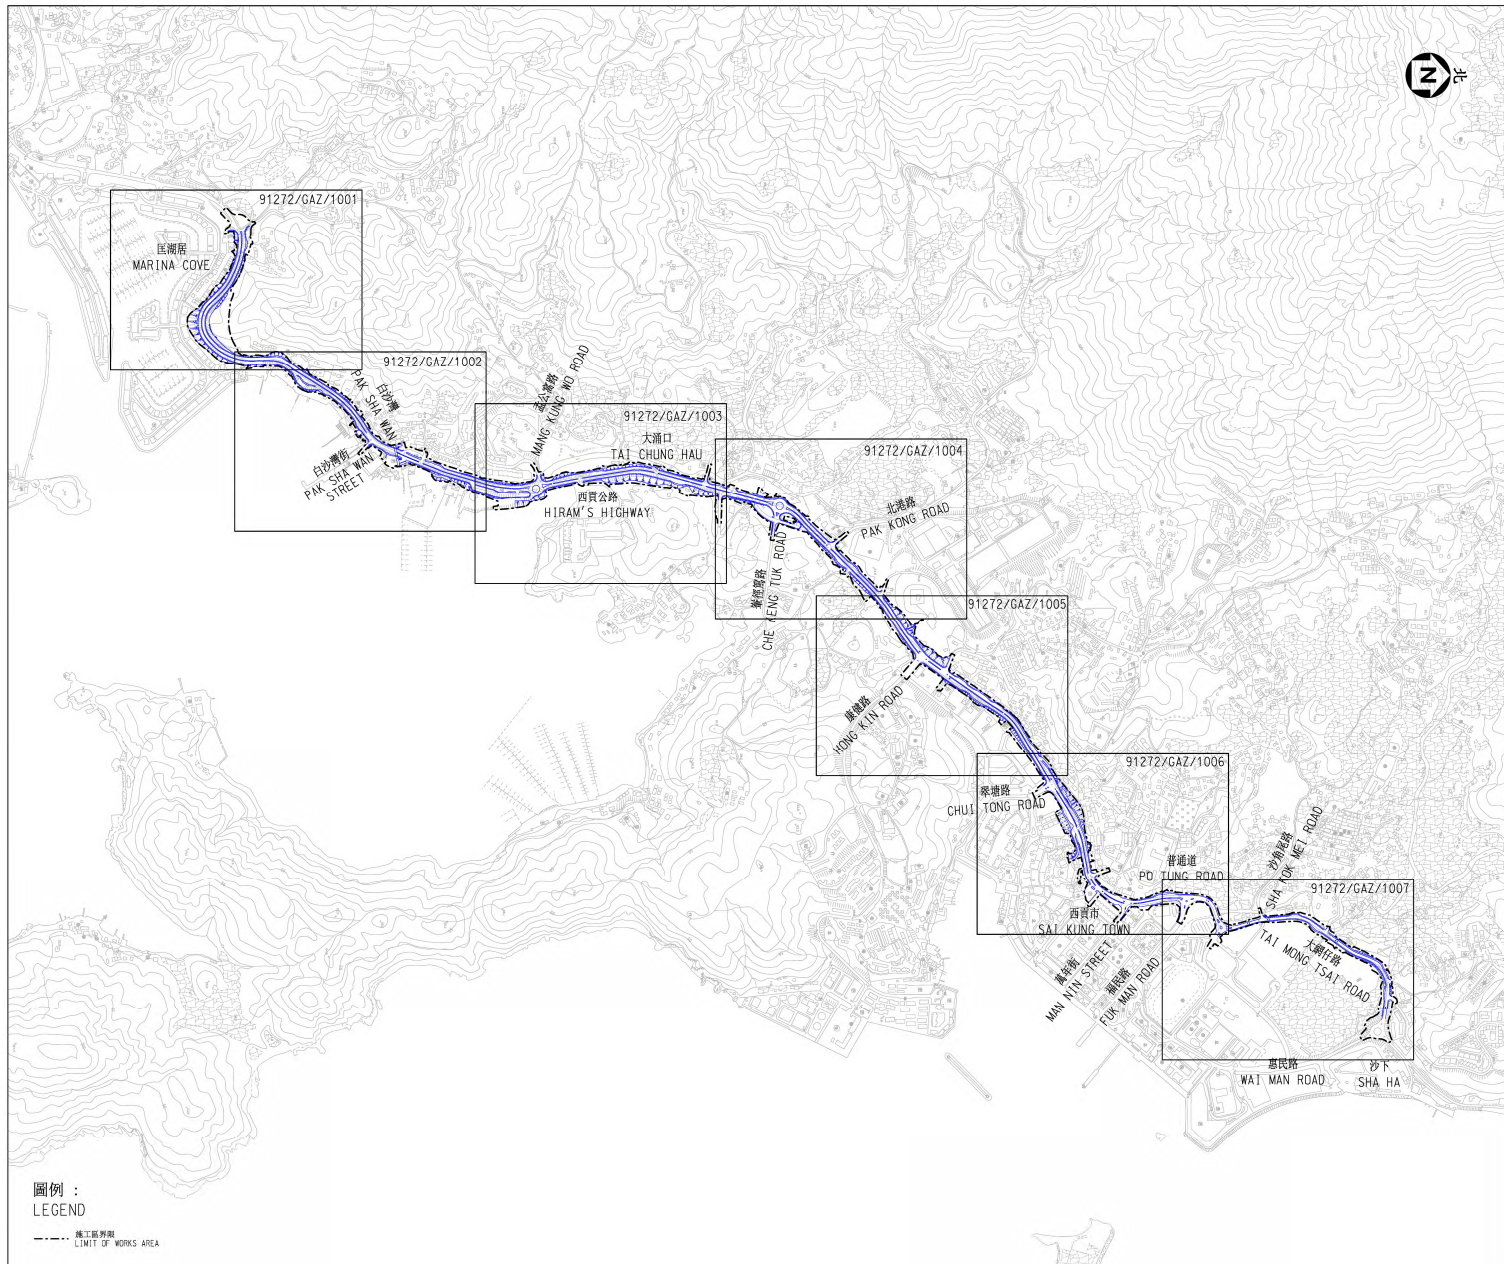 北
N
91272/GAZ/1001
匡湖居
MARINA COVE
91272/GAZ/1002
白沙灣
PAK SHA WAN
白沙灣街
PAK SHA WAN
STREET
孟公窩路
MANG KUNG WO ROAD
91272/GAZ/1003
大涌口
TAI CHUNG HAU
西貢公路
HIRAM'S HIGHWAY
91272/GAZ/1004
北港路
PAK KONG ROAD
輋徑篤路
CHE KENG TUK ROAD
91272/GAZ/1005
康健路
HONG KIN ROAD
91272/GAZ/1006
翠塘路
CHUI TONG ROAD
普通道
PO TUNG ROAD
沙角尾路
SHA KOK MEI ROAD
91272/GAZ/1007
西貢市
SAI KUNG TOWN
大網仔路
TAI MONG TSAI ROAD
萬年街
MAN NIN STREET
福民路
FUK MAN ROAD
惠民路
WAI MAN ROAD
沙下
SHA HA
圖例 :
LEGEND
施工區界限
LIMIT OF WORKS AREA